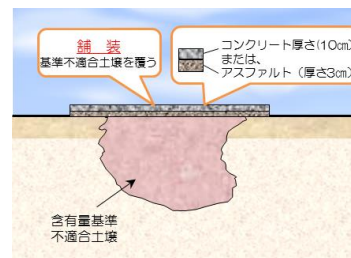 舗 装
基準不適合土壌を覆う
コンクリート厚さ(10cm)
または、
アスファルト（厚さ3cm）
含有量基準
不適合土壌